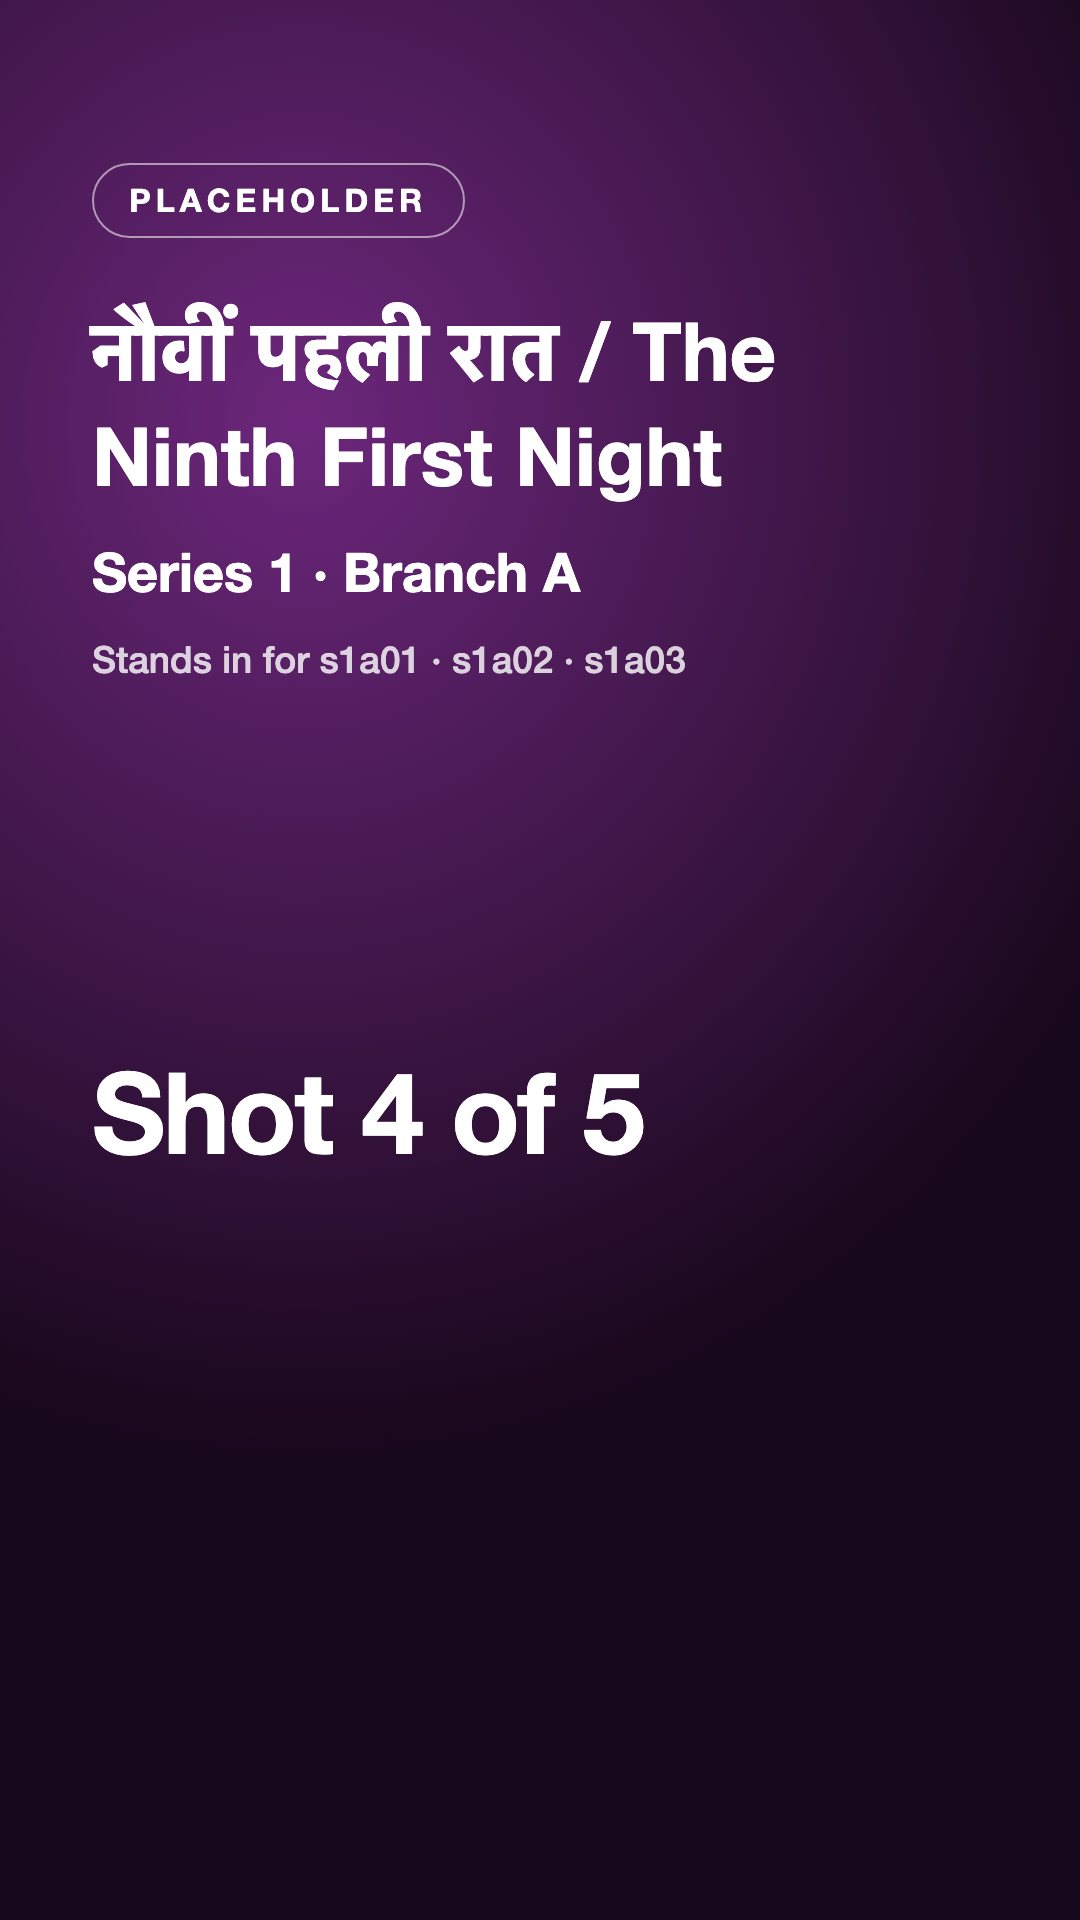 PLACEHOLDER
नौवीं पहली रात / The
Ninth First Night
Series 1 · Branch A
Stands in for s1a01 · s1a02 · s1a03
Shot 4 of 5